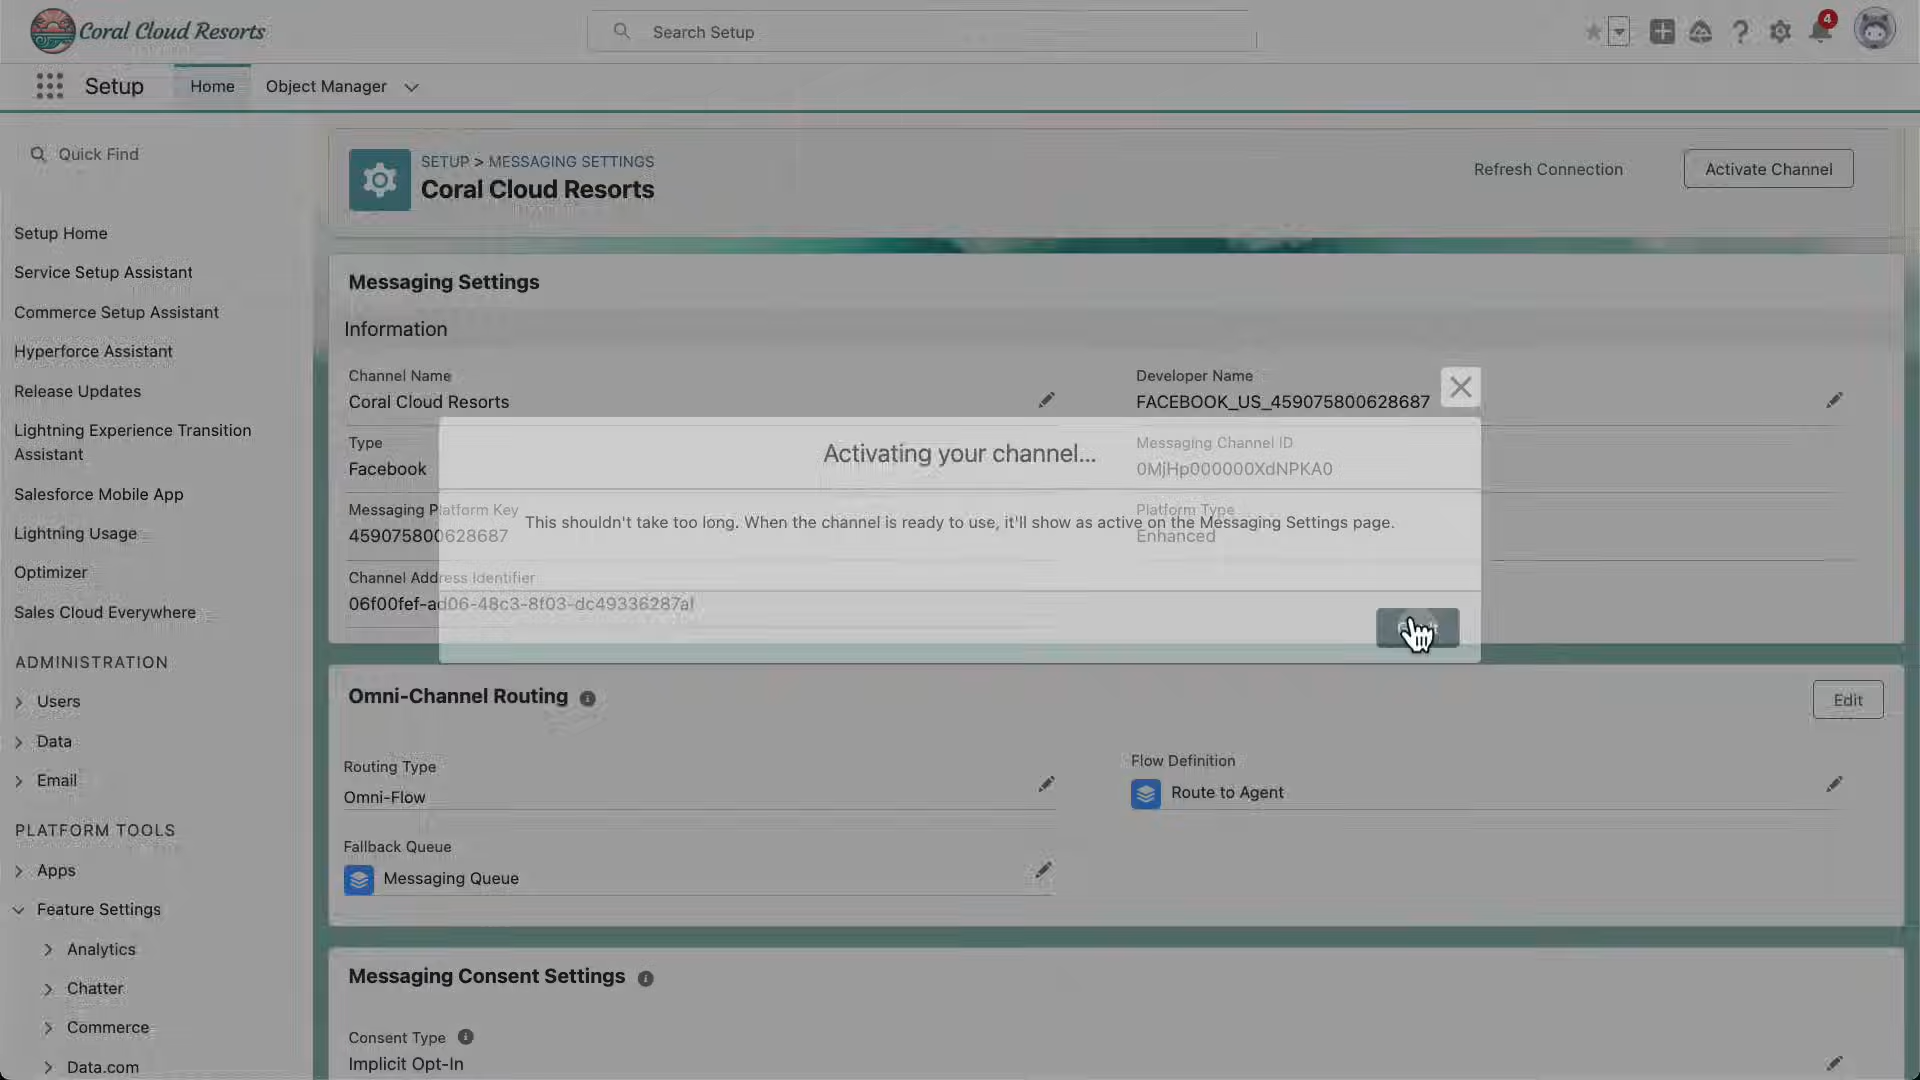 Coral Cloud Resorts
Search Setup
4
Setup
Home
Object Manager
Quick Find
Setup Home
Service Setup Assistant
Commerce Setup Assistant
Hyperforce Assistant
Release Updates
Lightning Experience Transition
Assistant
Salesforce Mobile App
Lightning Usage
Optimizer
Sales Cloud Everywhere
ADMINISTRATION
Users
Data
Email
PLATFORM TOOLS
Apps
Feature Settings
Analytics
Chatter
Commerce
Data.com
SETUP > MESSAGING SETTINGS
Coral Cloud Resorts
Refresh Connection
Activate Channel
Messaging Settings
Information
Channel Name
Coral Cloud Resorts
Developer Name
FACEBOOK_US_459075800628687
Type
Facebook
Messaging Channel ID
0MjHp000000XdNPKA0
Messaging Platform Key
459075800628687
Platform Type
Enhanced
Channel Address Identifier
06f00fef-ad06-48c3-8f03-dc49336287af
Activating your channel...
This shouldn't take too long. When the channel is ready to use, it'll show as active on the Messaging Settings page.
Omni-Channel Routing
Edit
Routing Type
Omni-Flow
Flow Definition
Route to Agent
Fallback Queue
Messaging Queue
Messaging Consent Settings
Consent Type
Implicit Opt-In